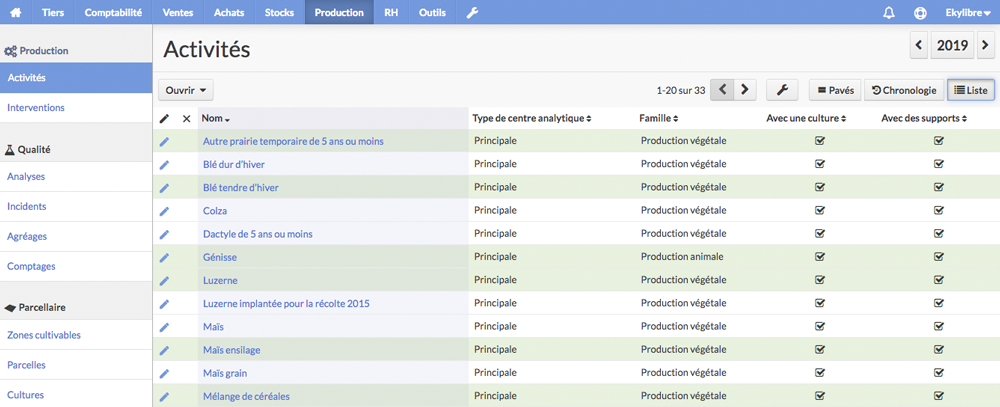 Tiers Comptabilité Ventes Achats Stocks Production RH Outils Ekylibre
Production
Activités
Interventions
Qualité
Analyses
Incidents
Agréages
Comptages
Parcellaire
Zones cultivables
Parcelles
Cultures
Activités
2019
Ouvrir
1-20 sur 33
Pavés
Chronologie
Liste
Nom Type de centre analytique Famille Avec une culture Avec des supports
Autre prairie temporaire de 5 ans ou moins Principale Production végétale
Blé dur d'hiver Principale Production végétale
Blé tendre d'hiver Principale Production végétale
Colza Principale Production végétale
Dactyle de 5 ans ou moins Principale Production végétale
Génisse Principale Production animale
Luzerne Principale Production végétale
Luzerne implantée pour la récolte 2015 Principale Production végétale
Maïs Principale Production végétale
Maïs ensilage Principale Production végétale
Maïs grain Principale Production végétale
Mélange de céréales Principale Production végétale